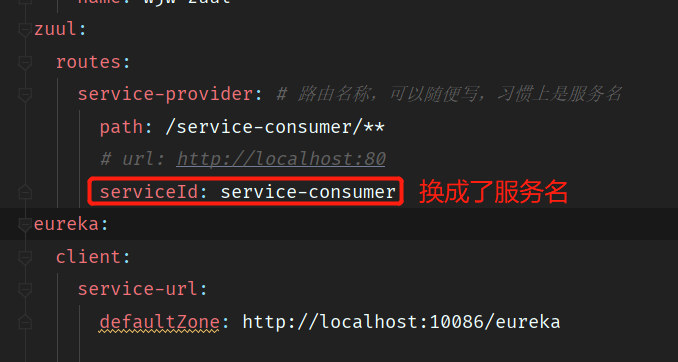 name: wjw-zuul
zuul:
routes:
service-provider: # 路由名称，可以随便写，习惯上是服务名
path: /service-consumer/**
# url: http://localhost:80
serviceId: service-consumer 换成了服务名
eureka:
client:
service-url:
defaultZone: http://localhost:10086/eureka